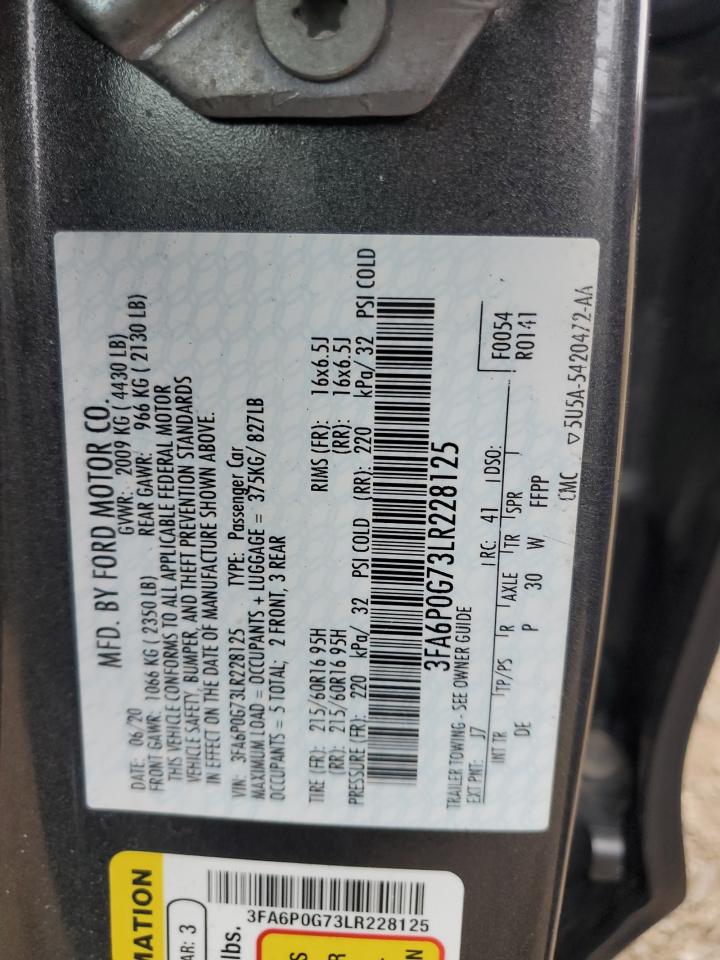 MFD. BY FORD MOTOR CO.
DATE: 06/20 GVWR: 2009 KG ( 4430 LB)
FRONT GAWR: 1066 KG ( 2350 LB) REAR GAWR: 966 KG ( 2130 LB)
THIS VEHICLE CONFORMS TO ALL APPLICABLE FEDERAL MOTOR
VEHICLE SAFETY, BUMPER, AND THEFT PREVENTION STANDARDS
IN EFFECT ON THE DATE OF MANUFACTURE SHOWN ABOVE.
VIN: 3FA6P0G73LR228125 TYPE: Passenger Car
MAXIMUM LOAD = OCCUPANTS + LUGGAGE = 375KG/ 827LB
OCCUPANTS = 5 TOTAL; 2 FRONT, 3 REAR
TIRE (FR): 215/60R16 95H RIMS (FR): 16x6.5J
(RR): 215/60R16 95H (RR): 16x6.5J
PRESSURE (FR): 220 kPa/ 32 PSI COLD (RR): 220 kPa/ 32 PSI COLD
3FA6P0G73LR228125
TRAILER TOWING - SEE OWNER GUIDE F0054
EXT PNT: J7 RC: 41 DSO: R0141
INT TR TP/PS R AXLE TR SPR
DE P 30 W FFPP
CMC ▽5U5A-5420472-AA
MATION
AR: 3
lbs.
3FA6P0G73LR228125
S
R
N